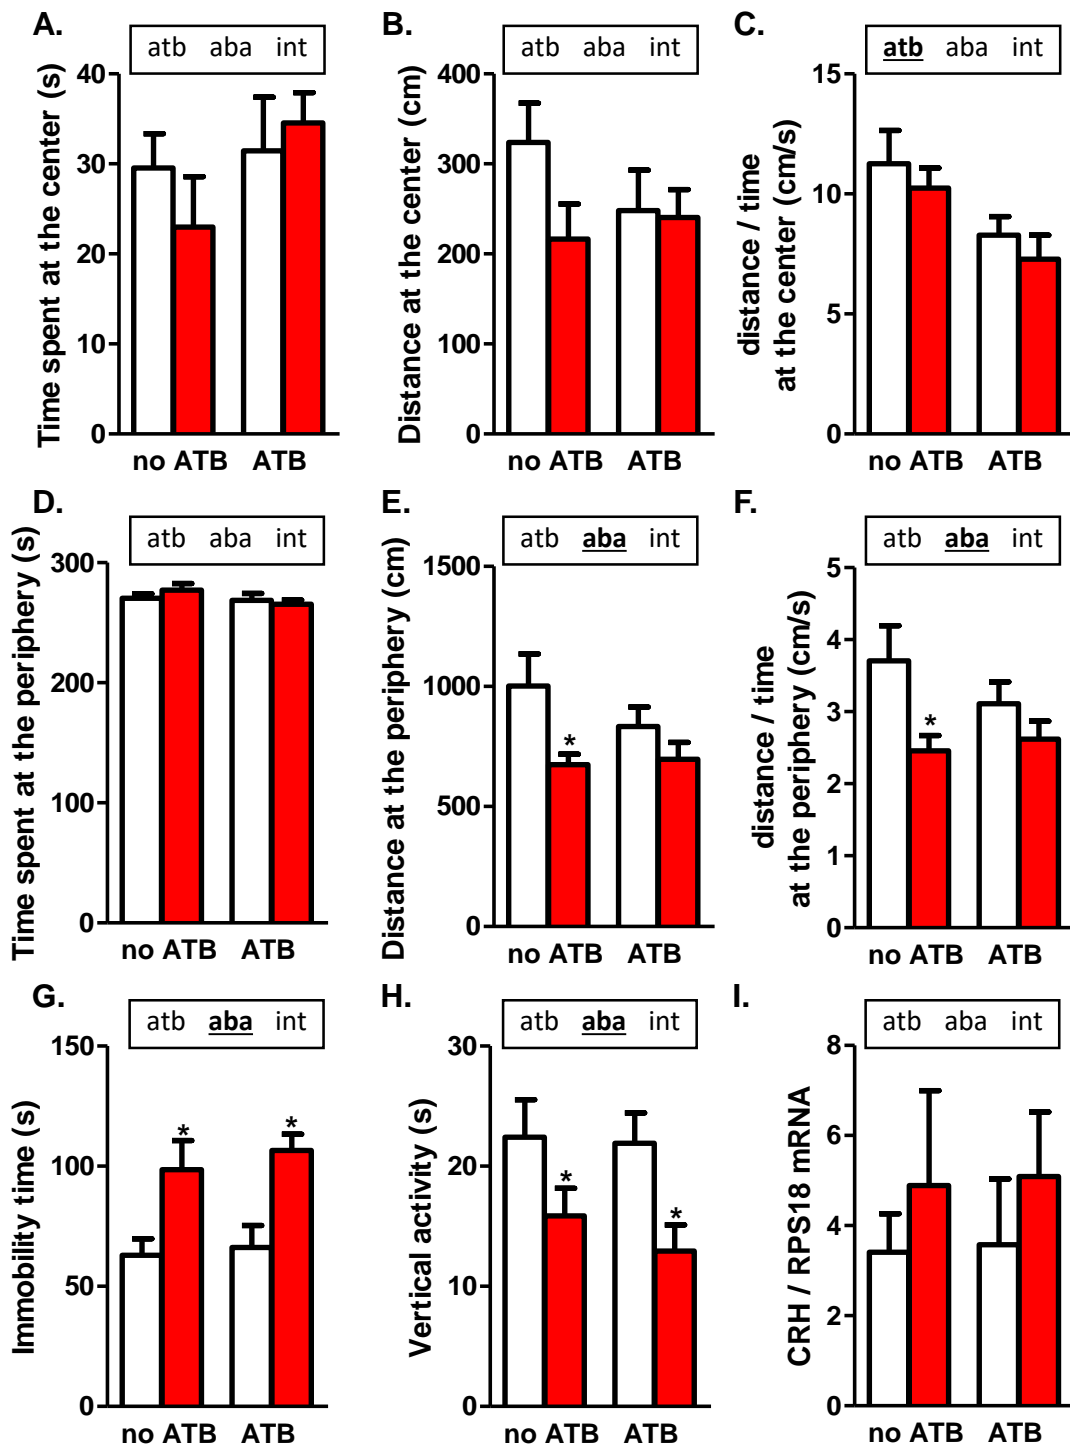 A.
atb aba int
Time spent at the center (s)
40
30
20
10
0
no ATB ATB
B.
atb aba int
Distance at the center (cm)
400
300
200
100
0
no ATB ATB
C.
atb aba int
distance / time
at the center (cm/s)
15
10
5
0
no ATB ATB
D.
atb aba int
Time spent at the periphery (s)
300
200
100
0
no ATB ATB
E.
atb aba int
Distance at the periphery (cm)
1500
1000
500
0
*
no ATB ATB
F.
atb aba int
distance / time
at the periphery (cm/s)
5
4
3
2
1
0
*
no ATB ATB
G.
atb aba int
Immobility time (s)
150
100
50
0
* *
no ATB ATB
H.
atb aba int
Vertical activity (s)
30
20
10
0
* *
no ATB ATB
I.
atb aba int
CRH / RPS18 mRNA
8
6
4
2
0
no ATB ATB